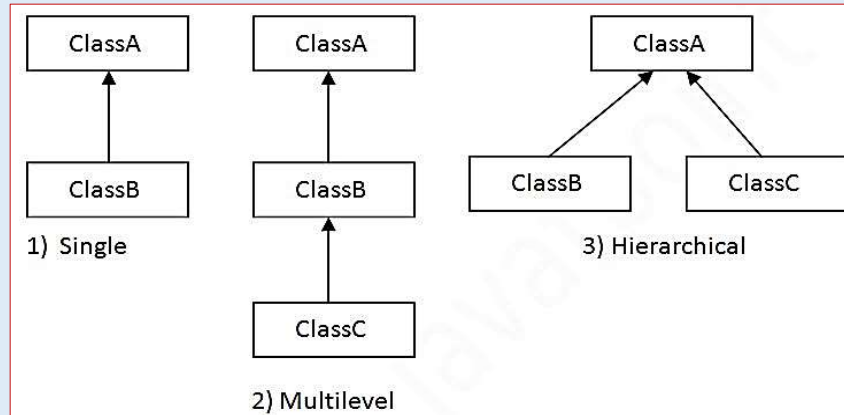 ClassA
ClassB
1) Single
ClassA
ClassB
ClassC
2) Multilevel
ClassA
ClassB
ClassC
3) Hierarchical